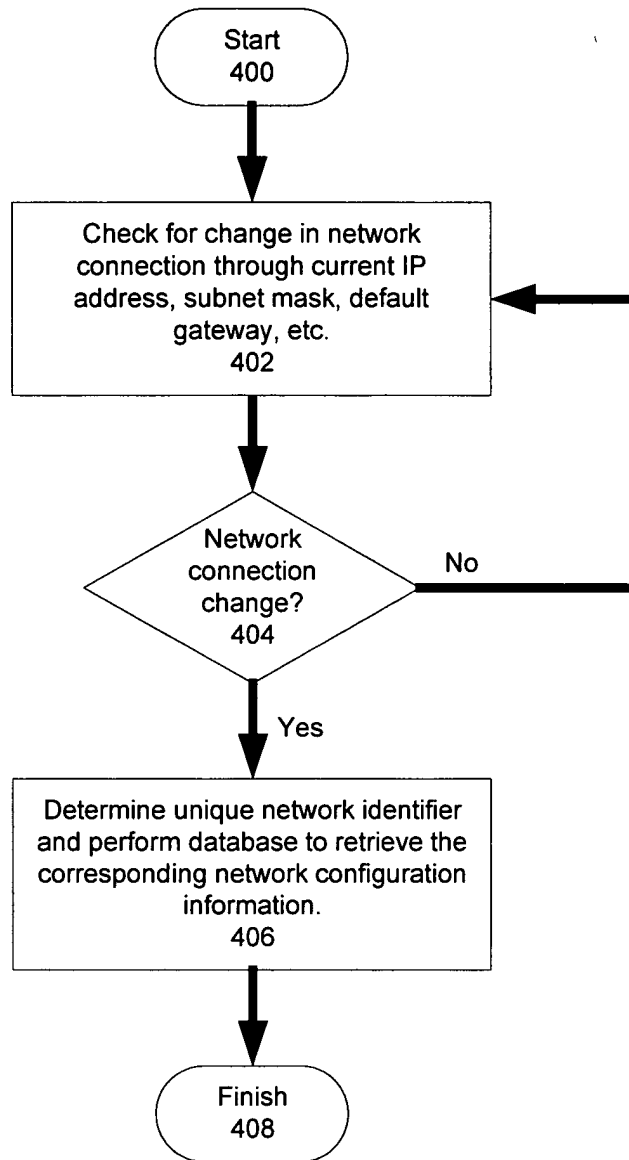 Start
400
Check for change in network
connection through current IP
address, subnet mask, default
gateway, etc.
402
Network
connection
change?
404
No
Yes
Determine unique network identifier
and perform database to retrieve the
corresponding network configuration
information.
406
Finish
408